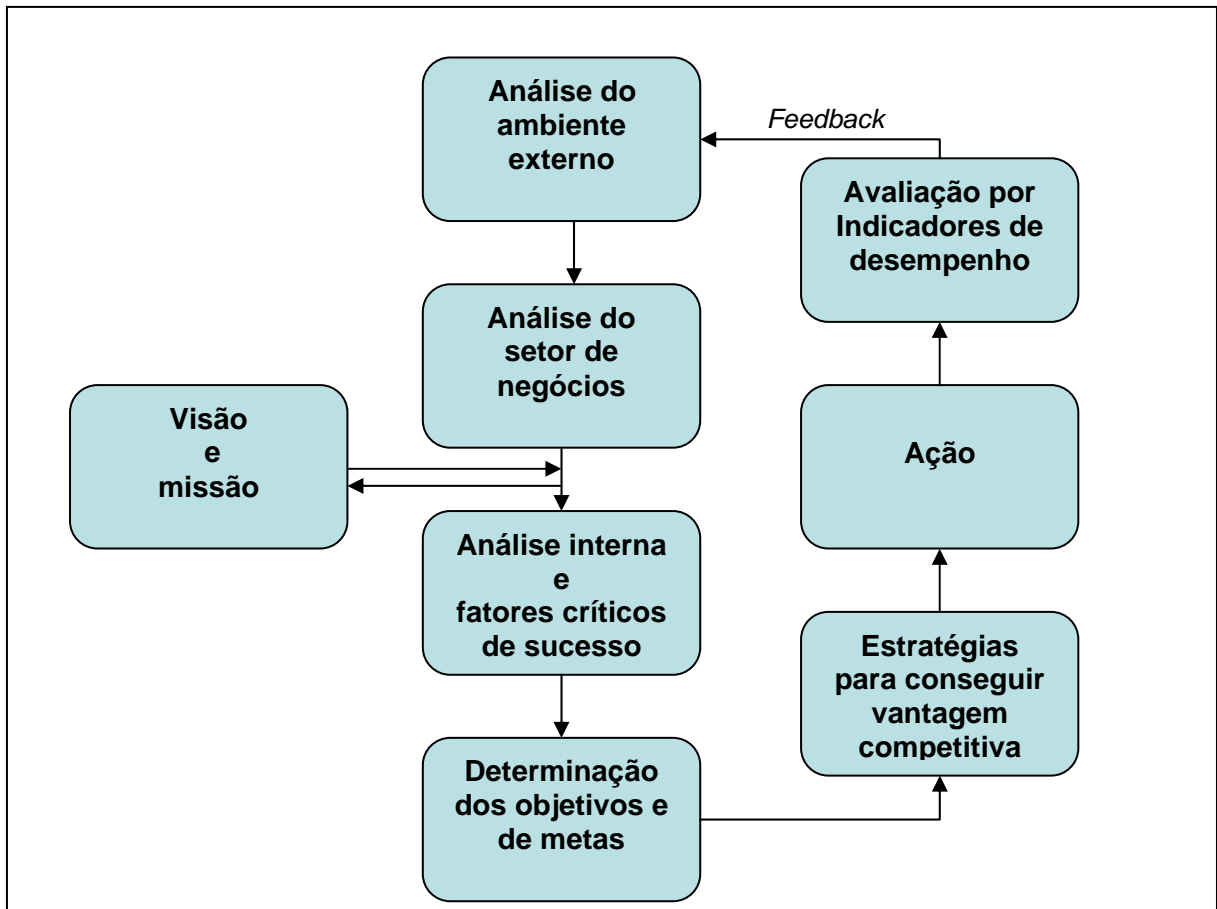 Análise do
ambiente
externo
Feedback
Avaliação por
Indicadores de
desempenho
Análise do
setor de
negócios
Visão
e
missão
Ação
Análise interna
e
fatores críticos
de sucesso
Estratégias
para conseguir
vantagem
competitiva
Determinação
dos objetivos e
de metas